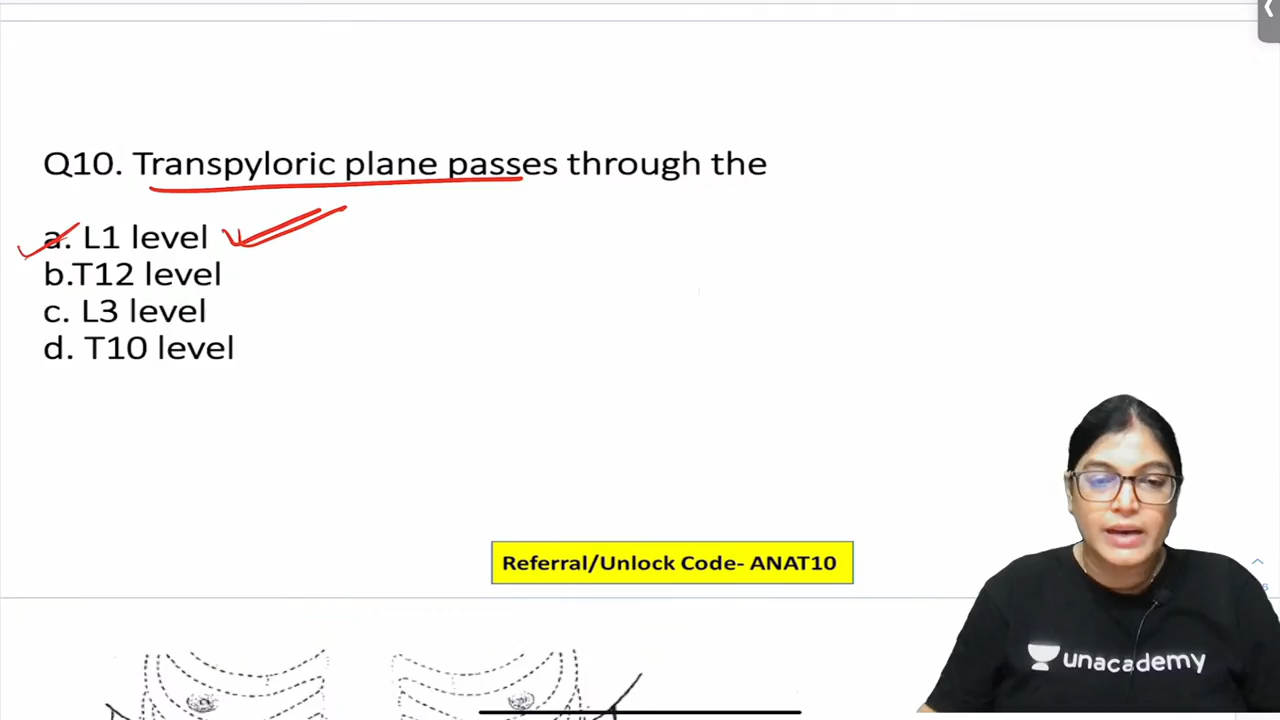 Q10. Transpyloric plane passes through the
a. L1 level
b.T12 level
c. L3 level
d. T10 level
Referral/Unlock Code- ANAT10
unacademy